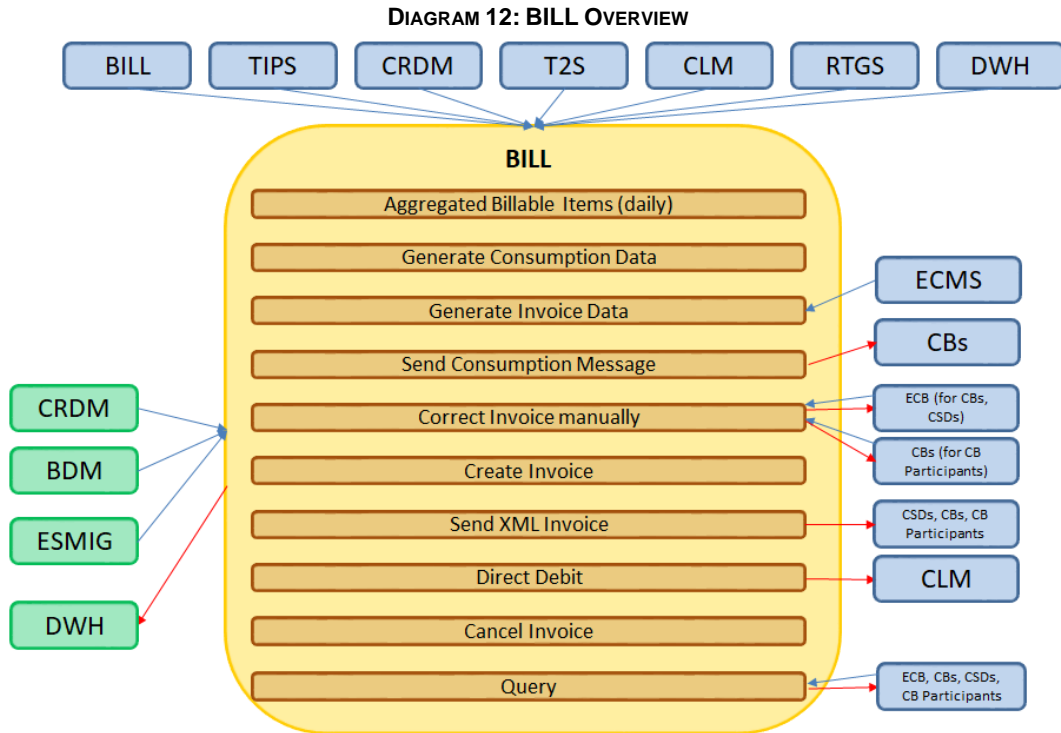 DIAGRAM 12: BILL OVERVIEW
BILL
TIPS
CRDM
T2S
CLM
RTGS
DWH
BILL
Aggregated Billable Items (daily)
Generate Consumption Data
Generate Invoice Data
ECMS
Send Consumption Message
CBs
CRDM
Correct Invoice manually
ECB (for CBs,
CSDs)
BDM
CBs (for CB
Participants)
Create Invoice
ESMIG
Send XML Invoice
CSDs, CBs, CB
Participants
Direct Debit
CLM
DWH
Cancel Invoice
Query
ECB, CBs, CSDs,
CB Participants